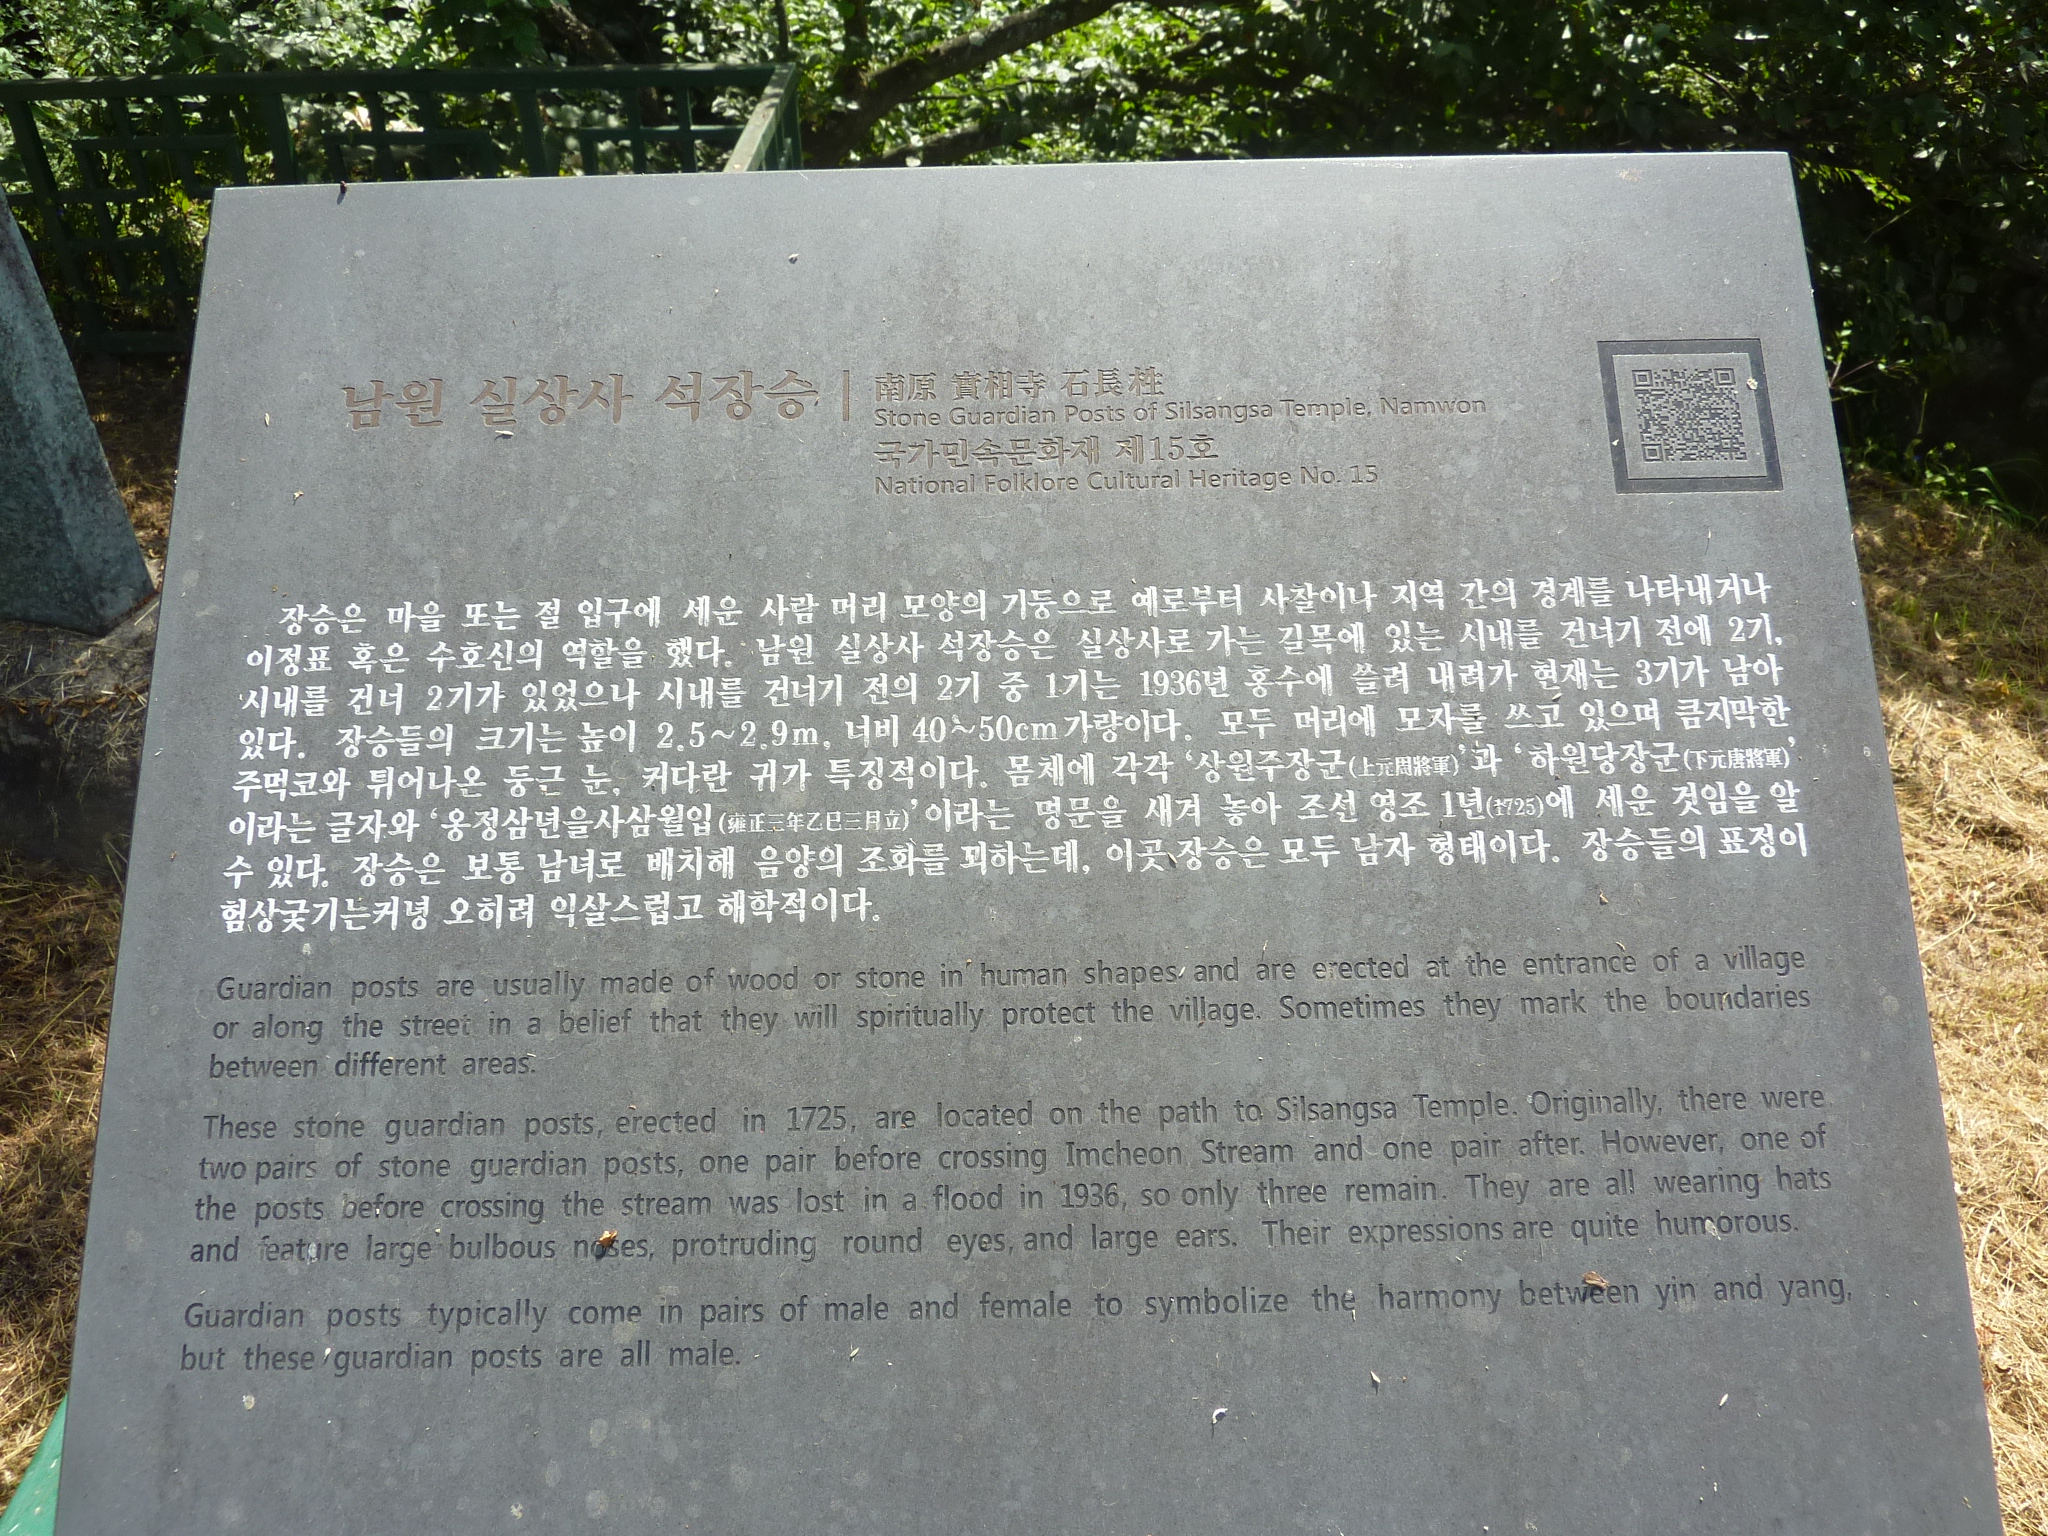 남원 실상사 석장승
南原 實相寺 石長栍
Stone Guardian Posts of Silsangsa Temple, Namwon
국가민속문화재 제15호
National Folklore Cultural Heritage No. 15
장승은 마을 또는 절 입구에 세운 사람 머리 모양의 기둥으로 예로부터 사찰이나 지역 간의 경계를 나타내거나
이정표 혹은 수호신의 역할을 했다. 남원 실상사 석장승은 실상사로 가는 길목에 있는 시내를 건너기 전에 2기,
시내를 건너 2기가 있었으나 시내를 건너기 전의 2기 중 1기는 1936년 홍수에 쓸려 내려가 현재는 3기가 남아
있다. 장승들의 크기는 높이 2.5~2.9m, 너비 40~50cm가량이다. 모두 머리에 모자를 쓰고 있으며 큼지막한
주먹코와 튀어나온 둥근 눈, 커다란 귀가 특징적이다. 몸체에 각각 ‘상원주장군(上元周將軍)’과 ‘하원당장군(下元唐將軍)’
이라는 글자와 ‘옹정삼년을사삼월입(雍正三年乙巳三月立)’이라는 명문을 새겨 놓아 조선 영조 1년(1725)에 세운 것임을 알
수 있다. 장승은 보통 남녀로 배치해 음양의 조화를 꾀하는데, 이곳 장승은 모두 남자 형태이다. 장승들의 표정이
험상궂기는커녕 오히려 익살스럽고 해학적이다.
Guardian posts are usually made of wood or stone in human shapes and are erected at the entrance of a village
or along the street in a belief that they will spiritually protect the village. Sometimes they mark the boundaries
between different areas.
These stone guardian posts, erected in 1725, are located on the path to Silsangsa Temple. Originally, there were
two pairs of stone guardian posts, one pair before crossing Imcheon Stream and one pair after. However, one of
the posts before crossing the stream was lost in a flood in 1936, so only three remain. They are all wearing hats
and feature large bulbous noses, protruding round eyes, and large ears. Their expressions are quite humorous.
Guardian posts typically come in pairs of male and female to symbolize the harmony between yin and yang,
but these guardian posts are all male.